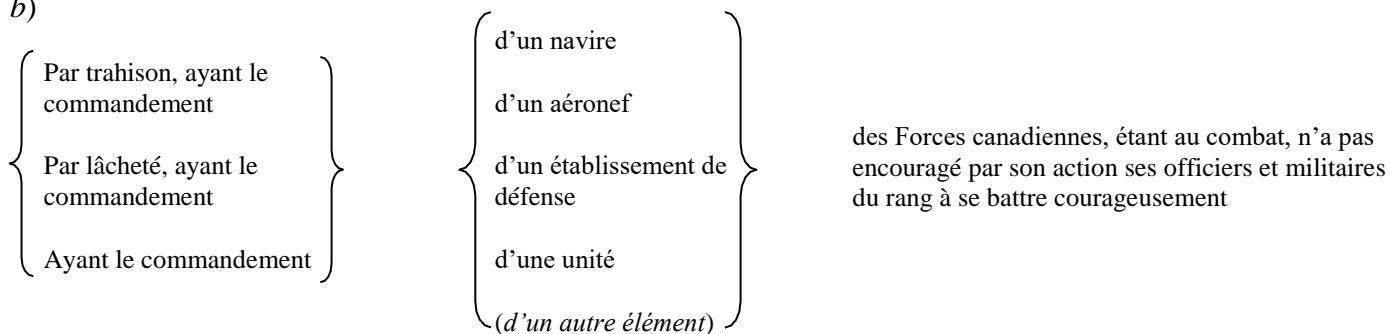 b)
Par trahison, ayant le
commandement
Par lâcheté, ayant le
commandement
Ayant le commandement
d’un navire
d’un aéronef
d’un établissement de
défense
d’une unité
(d’un autre élément)
des Forces canadiennes, étant au combat, n’a pas
encouragé par son action ses officiers et militaires
du rang à se battre courageusement